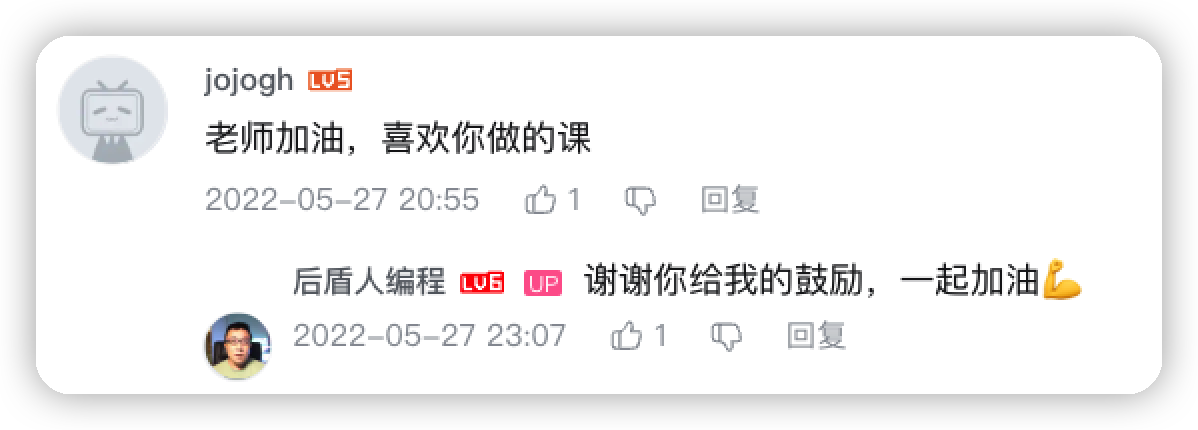 jojogh LV5
老师加油，喜欢你做的课
2022-05-27 20:55 1 回复
后盾人编程 LV6 UP 谢谢你给我的鼓励，一起加油💪
2022-05-27 23:07 1 回复